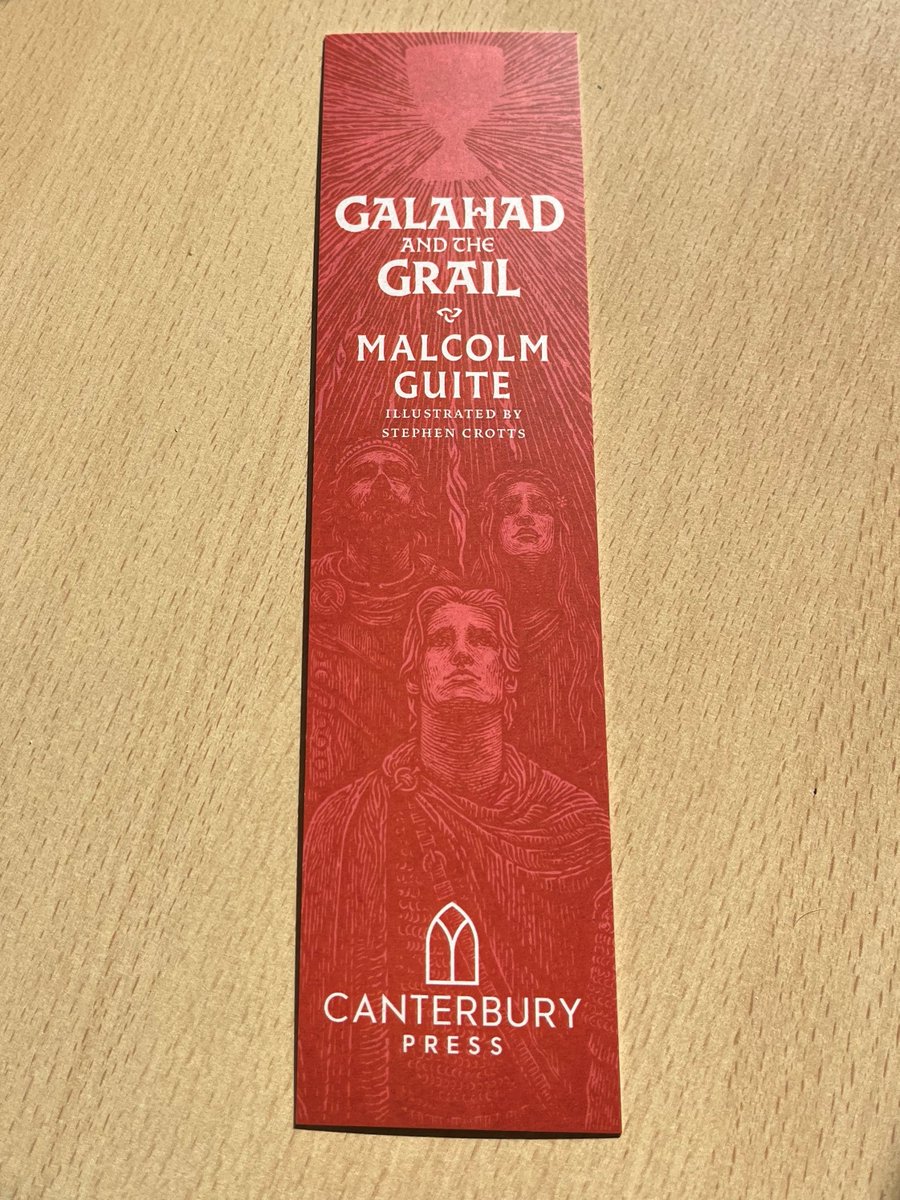 GALAHAD
AND THE
GRAIL
MALCOLM
GUITE
ILLUSTRATED BY
STEPHEN CROTTS
CANTERBURY
PRESS